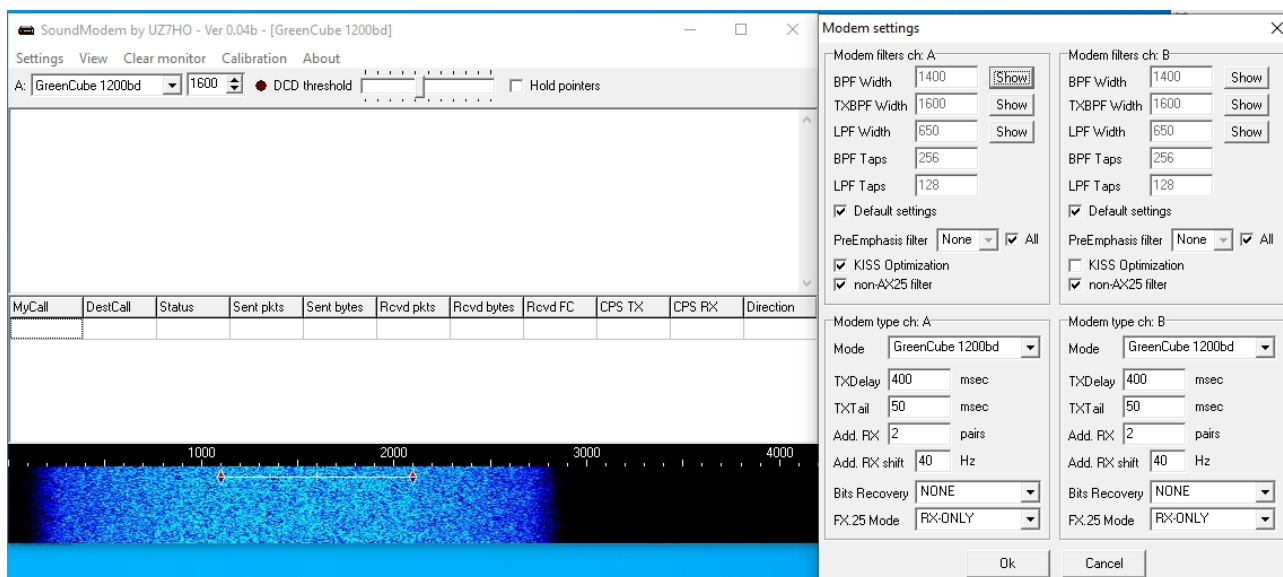 SoundModem by UZ7HO - Ver 0.04b - [GreenCube 1200bd]
Settings View Clear monitor Calibration About
A: GreenCube 1200bd 1600 DCD threshold Hold pointers
MyCall DestCall Status Sent pkts Sent bytes Rcvd pkts Rcvd bytes Rcvd FC CPS TX CPS RX Direction
1000 2000 3000 4000
Modem settings
Modem filters ch: A
BPF Width 1400 Show
TXBPF Width 1600 Show
LPF Width 650 Show
BPF Taps 256
LPF Taps 128
Default settings
PreEmphasis filter None All
KISS Optimization
non-AX25 filter
Modem type ch: A
Mode GreenCube 1200bd
TXDelay 400 msec
TXTail 50 msec
Add. RX 2 pairs
Add. RX shift 40 Hz
Bits Recovery NONE
FX.25 Mode RX-ONLY
Modem filters ch: B
BPF Width 1400 Show
TXBPF Width 1600 Show
LPF Width 650 Show
BPF Taps 256
LPF Taps 128
Default settings
PreEmphasis filter None All
KISS Optimization
non-AX25 filter
Modem type ch: B
Mode GreenCube 1200bd
TXDelay 400 msec
TXTail 50 msec
Add. RX 2 pairs
Add. RX shift 40 Hz
Bits Recovery NONE
FX.25 Mode RX-ONLY
Ok Cancel